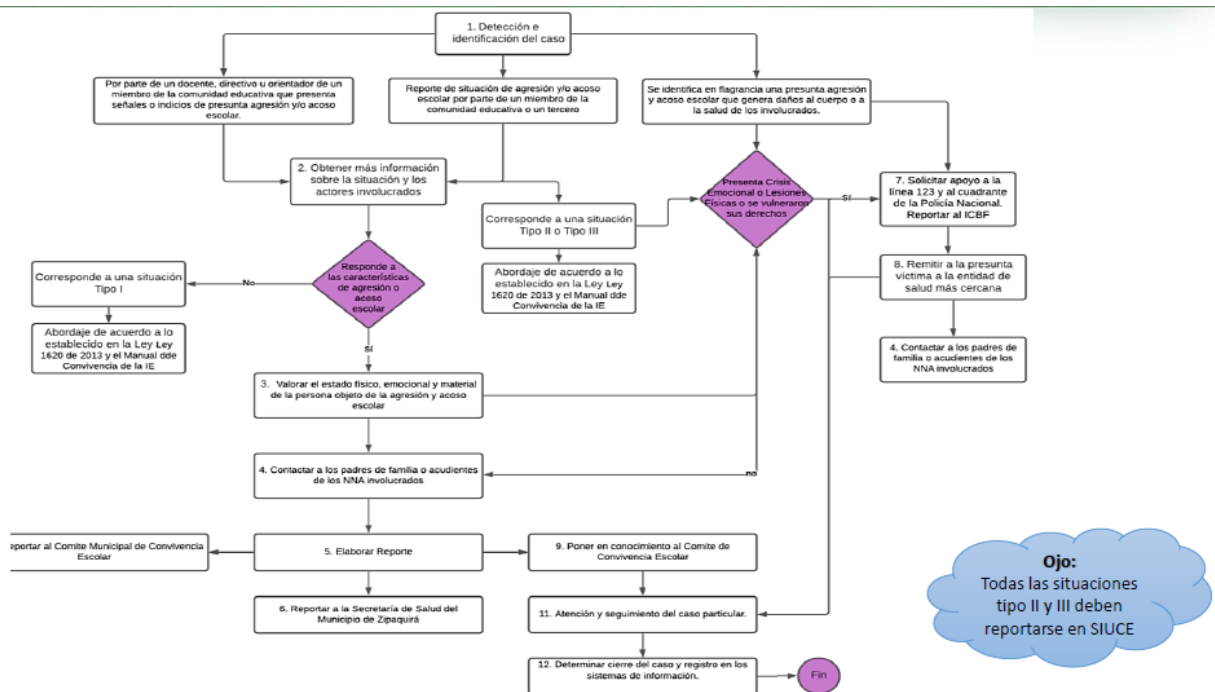 1. Detección e
identificación del caso
Por parte de un docente, directivo u orientador de un
miembro de la comunidad educativa que presenta
señales o indicios de presunta agresión y/o acoso
escolar.
Reporte de situación de agresión y/o acoso
escolar por parte de un miembro de la
comunidad educativa o un tercero
Se identifica en flagrancia una presunta agresión
y acoso escolar que genera daños al cuerpo o a
la salud de los involucrados.
2. Obtener más información
sobre la situación y los
actores involucrados
Presenta Crisis
Emocional o Lesiones
Físicas o se vulneraron
sus derechos
Sí
7. Solicitar apoyo a la
línea 123 y al cuadrante
de la Policía Nacional.
Reportar al ICBF
Corresponde a una situación
Tipo II o Tipo III
Abordaje de acuerdo a lo
establecido en la Ley Ley
1620 de 2013 y el Manual dde
Convivencia de la IE
8. Remitir a la presunta
víctima a la entidad de
salud más cercana
4. Contactar a los padres de
familia o acudientes de los
NNA involucrados
Responde a
las características
de agresión o
acoso
escolar
No
Corresponde a una situación
Tipo I
Abordaje de acuerdo a lo
establecido en la Ley Ley
1620 de 2013 y el Manual dde
Convivencia de la IE
Sí
3. Valorar el estado físico, emocional y material
de la persona objeto de la agresión y acoso
escolar
4. Contactar a los padres de familia o acudientes
de los NNA involucrados
no
eportar al Comite Municipal de Convivencia
Escolar
5. Elaborar Reporte
9. Poner en conocimiento al Comite de
Convivencia Escolar
6. Reportar a la Secretaría de Salud del
Municipio de Zipaquirá
11. Atención y seguimiento del caso particular.
12. Determinar cierre del caso y registro en los
sistemas de información.
Fin
Ojo:
Todas las situaciones
tipo II y III deben
reportarse en SIUCE